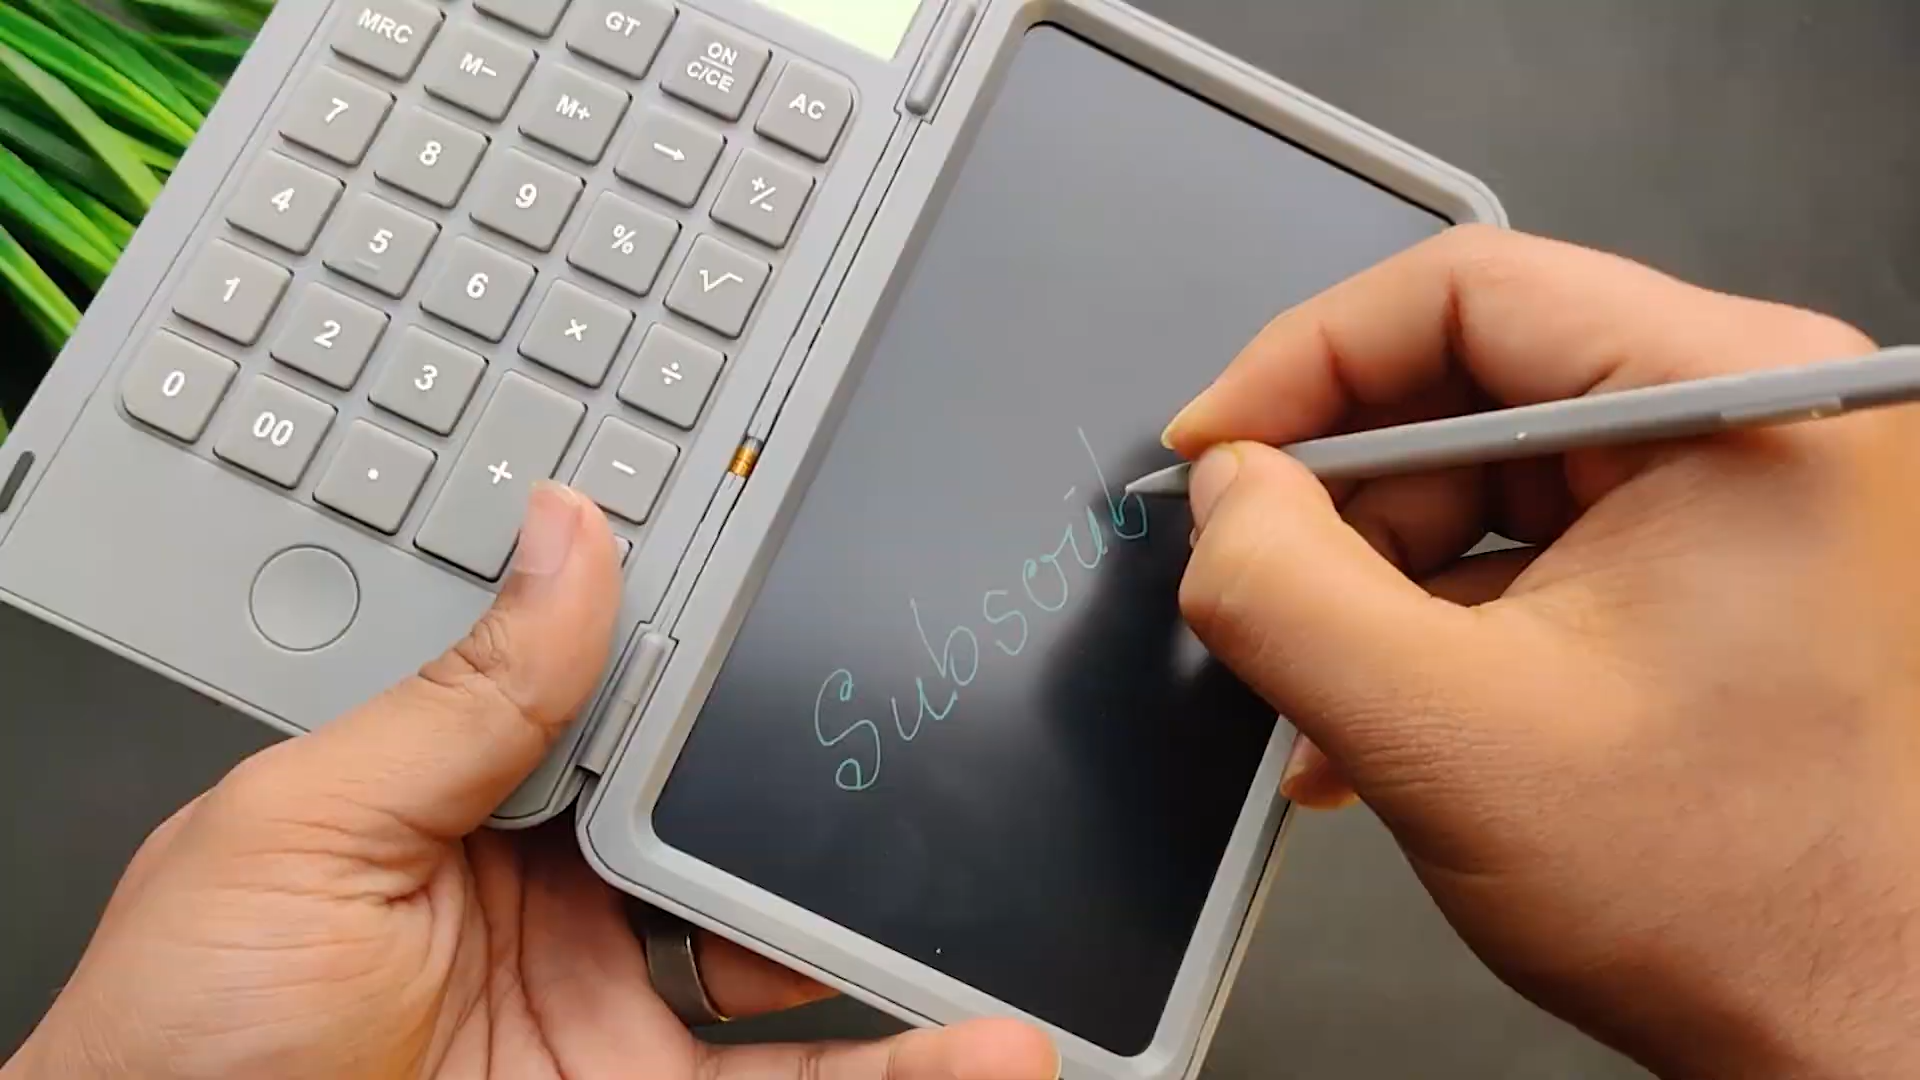 MRC
GT
ON
C/CE
AC
M−
M+
→
+/−
7
8
9
%
√
4
5
6
×
÷
1
2
3
+
−
0
00
.
Subscrib